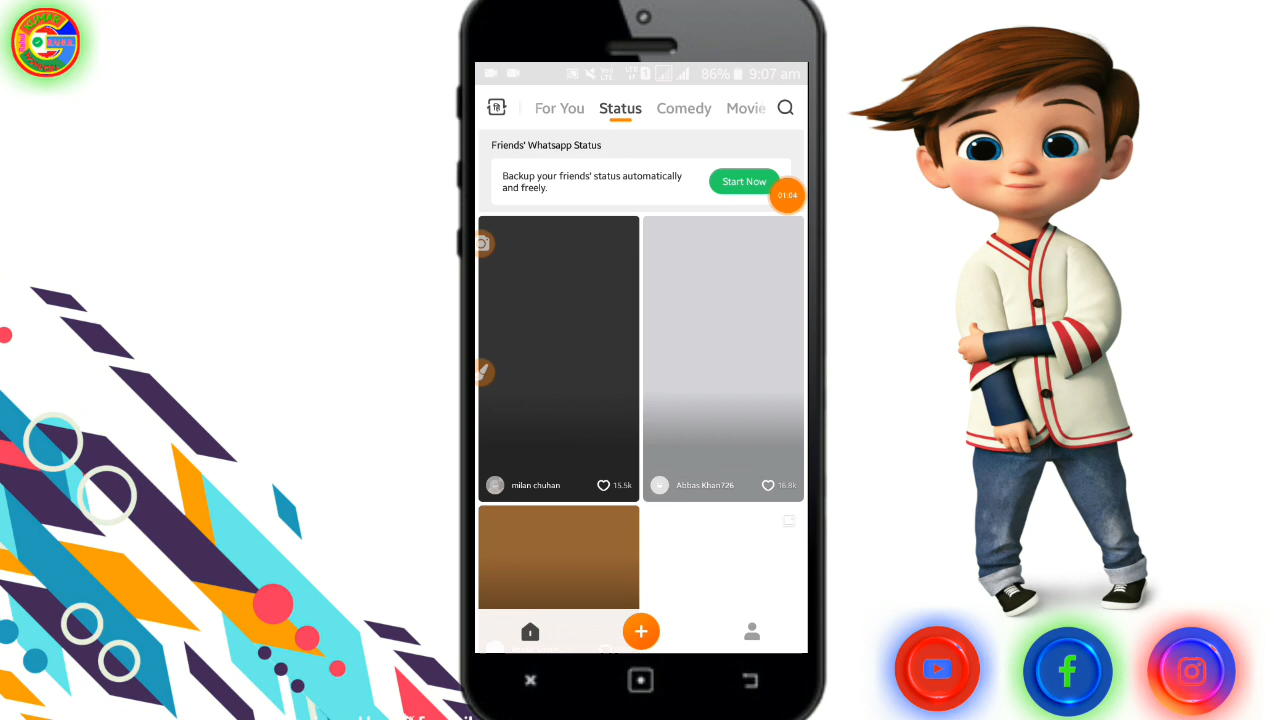 KUMAR
86% 9:07 am
हि
For You Status Comedy Movie
Friends' Whatsapp Status
Backup your friends' status automatically
and freely.
Start Now
01:04
milan chuhan 15.5k
Abbas Khan726 16.8k